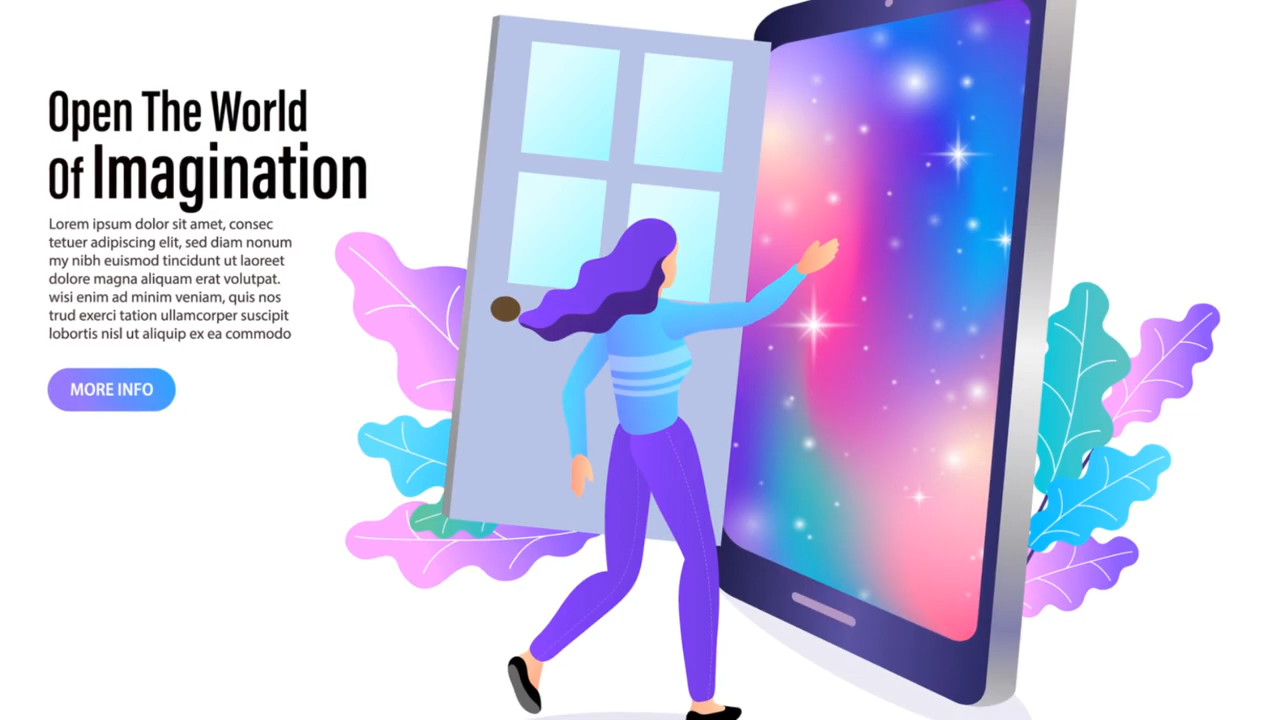 Open The World
Of Imagination
Lorem ipsum dolor sit amet, consec
tetuer adipiscing elit, sed diam nonum
my nibh euismod tincidunt ut laoreet
dolore magna aliquam erat volutpat.
wisi enim ad minim veniam, quis nos
trud exerci tation ullamcorper suscipit
lobortis nisl ut aliquip ex ea commodo
MORE INFO